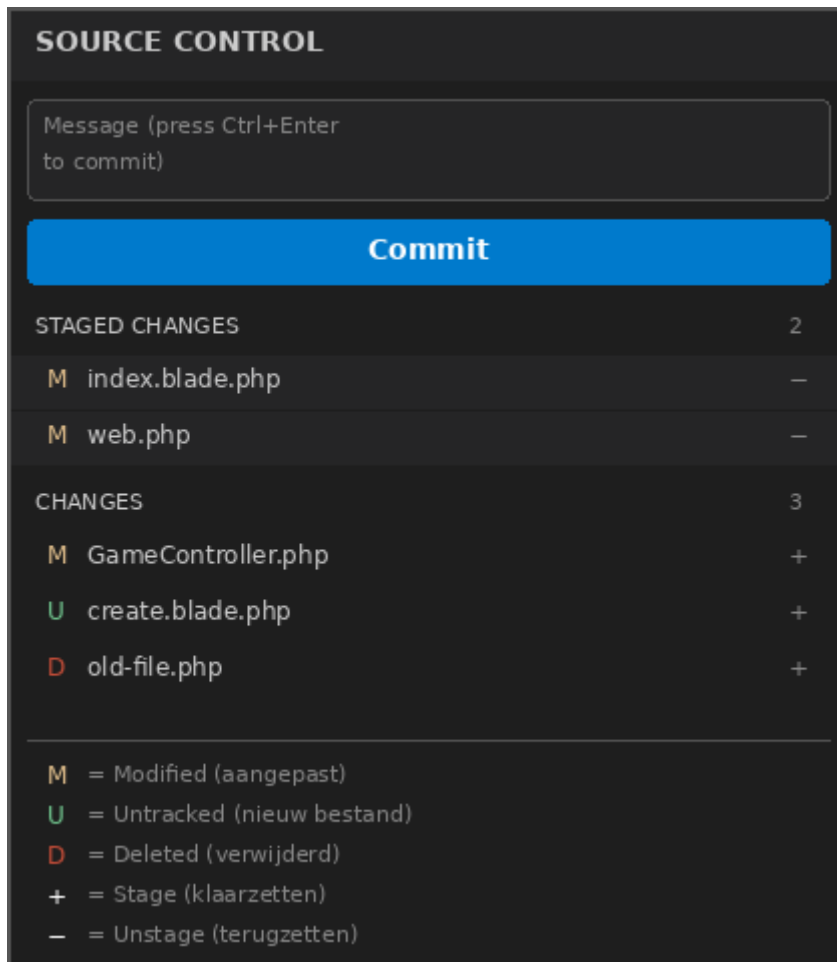 SOURCE CONTROL
Message (press Ctrl+Enter
to commit)
Commit
STAGED CHANGES 2
M index.blade.php −
M web.php −
CHANGES 3
M GameController.php +
U create.blade.php +
D old-file.php +
M = Modified (aangepast)
U = Untracked (nieuw bestand)
D = Deleted (verwijderd)
+ = Stage (klaarzetten)
− = Unstage (terugzetten)